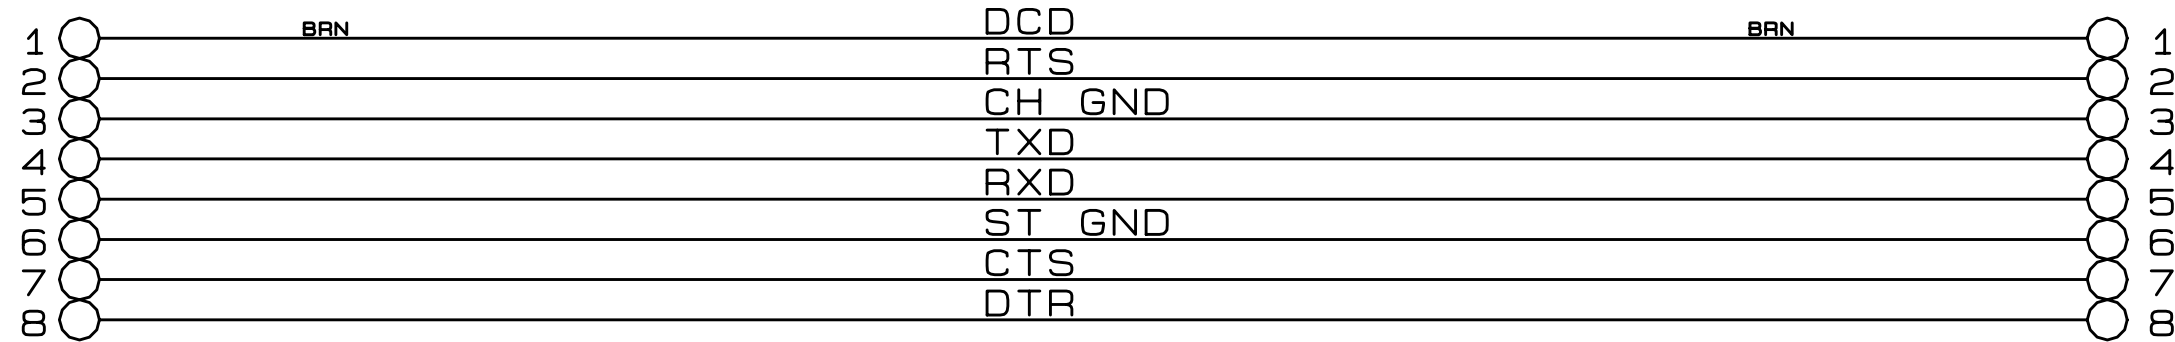 DCD
1 BRN BRN 1
RTS
2 2
CH GND
3 3
TXD
4 4
RXD
5 5
ST GND
6 6
CTS
7 7
DTR
8 8